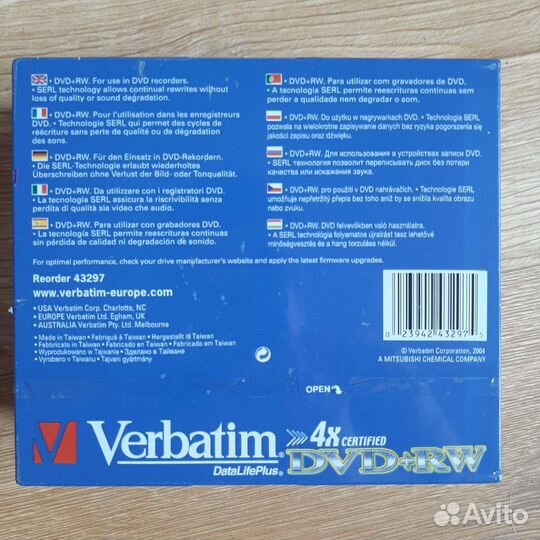 • DVD+RW. For use in DVD recorders.
• SERL technology allows continual rewrites without
loss of quality or sound degradation.
• DVD+RW. Pour l'utilisation dans les enregistreurs
DVD. • Technologie SERL qui permet des cycles de
réécriture sans perte de qualité ou de dégradation
des sons.
• DVD+RW. Für den Einsatz in DVD-Rekordern.
• Die SERL-Technologie erlaubt wiederholtes
Überschreiben ohne Verlust der Bild- oder Tonqualität.
• DVD+RW. Da utilizzare con i registratori DVD.
• La tecnologia SERL assicura la riscrivibilità senza
perdita di qualità sia video che audio.
• DVD+RW. Para utilizar con grabadores DVD.
• La tecnología SERL permite reescrituras continuas
sin pérdida de calidad ni degradación de sonido.
• DVD+RW. Para utilizar com gravadores de DVD.
• A tecnologia SERL permite reescrituras contínuas sem
perder a qualidade nem degradar o som.
• DVD+RW. Do użytku w nagrywarkach DVD. • Technologia SERL
pozwala na wielokrotne zapisywanie danych bez ryzyka pogorszenia się
jakości zapisu oraz dźwięku.
• DVD+RW. Для использования в устройствах записи DVD.
• SERL технология позволит переписывать диск без потери
качества или искажения звука.
• DVD+RW. pro použití v DVD nahrávačích. • Technologie SERL
umožňuje nepřetržitý přepis bez toho aniž by se snížila kvalita obrazu
nebo zvuku.
• DVD+RW. DVD felvevőkben való használatra.
• A SERL technológia folyamatos újraírást tesz lehetővé
minőségvesztés és a hang torzulása nélkül.
For optimal performance, check your drive manufacturer's website and apply the latest firmware upgrades.
Reorder 43297
www.verbatim-europe.com
• USA Verbatim Corp. Charlotte, NC
• EUROPE Verbatim Ltd. Egham, UK
• AUSTRALIA Verbatim Pty. Ltd. Melbourne
• Made in Taiwan • Fabriqué à Taiwan • Hergestellt in Taiwan
• Fabbricato in Taiwan • Fabricado en Taiwan • Fabricado em Taiwan
• Wyprodukowano w Tajwanie • Сделано в Тайване
• Vyrobeno v Taiwanu • Tajvani gyártmány
0 23942 43297 5
© Verbatim Corporation, 2004
A MITSUBISHI CHEMICAL COMPANY
OPEN
Verbatim®
DataLifePlus®
4x CERTIFIED
DVD+RW
Avito